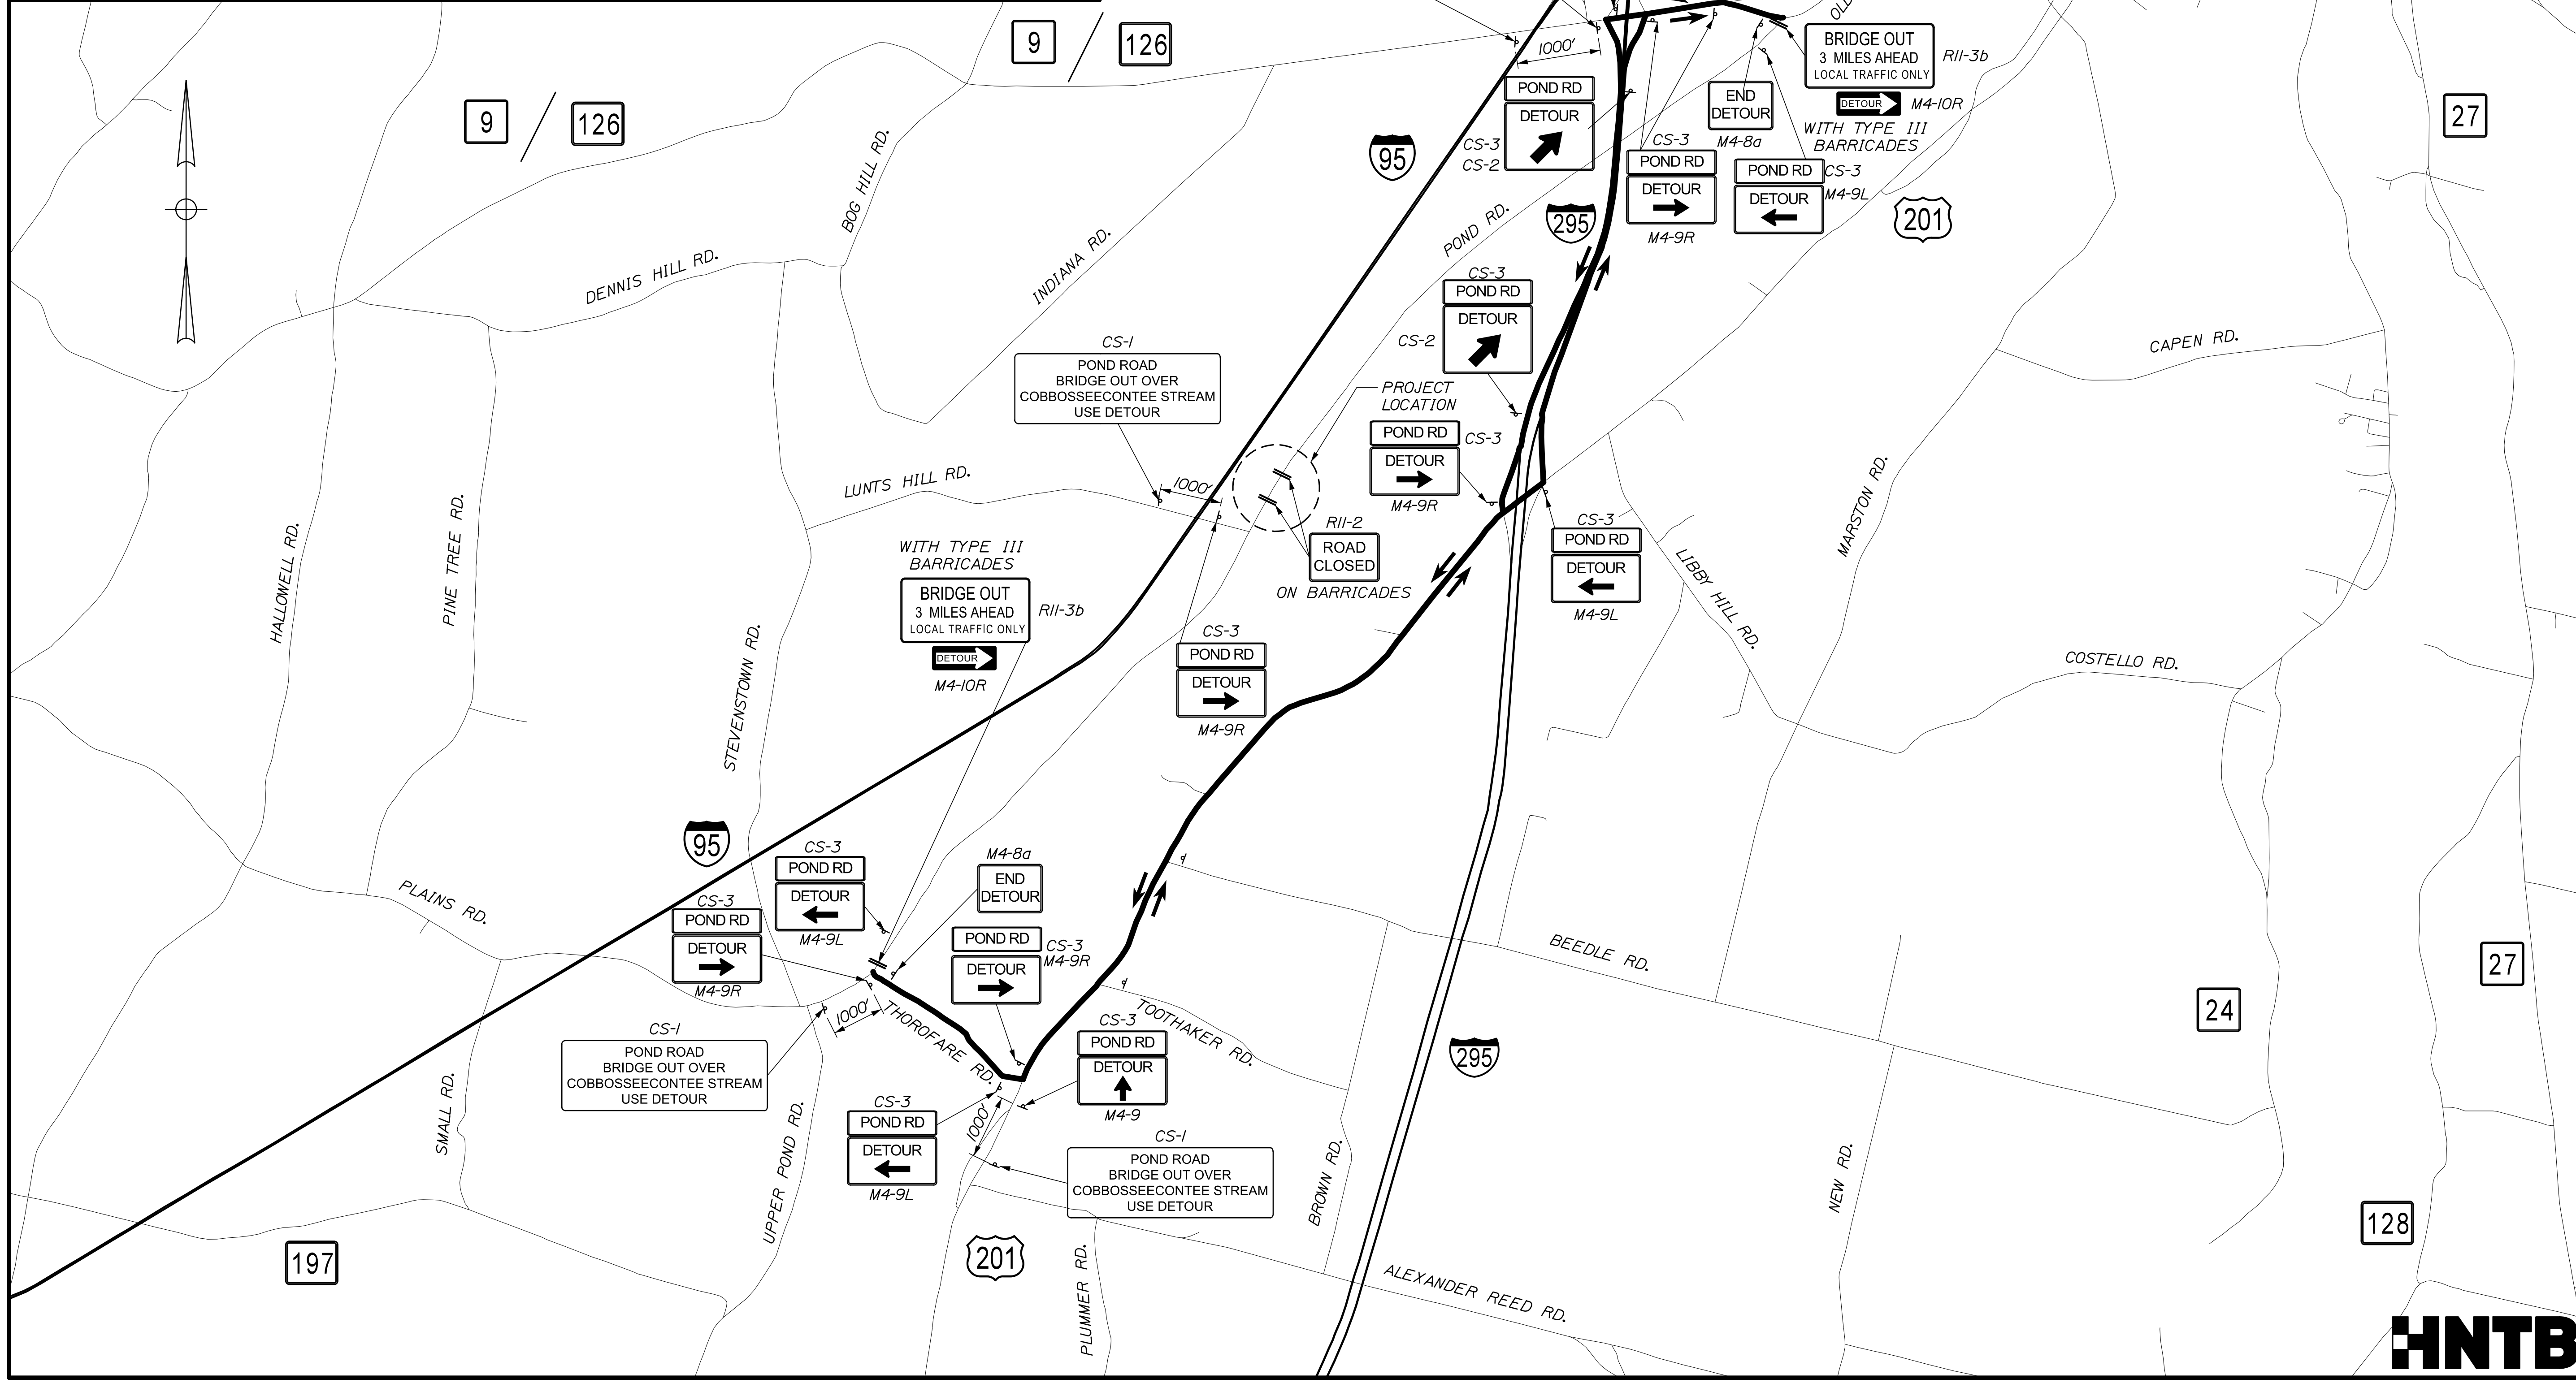 9
126
9
126
1000'
POND RD
DETOUR
CS-3
CS-2
95
OLD
BRIDGE OUT
3 MILES AHEAD
LOCAL TRAFFIC ONLY
R11-3b
DETOUR
M4-10R
WITH TYPE III
BARRICADES
END
DETOUR
M4-8a
CS-3
POND RD
DETOUR
M4-9R
POND RD
CS-3
DETOUR
M4-9L
27
201
295
POND RD.
BOG HILL RD.
INDIANA RD.
DENNIS HILL RD.
CS-3
POND RD
DETOUR
CS-2
CS-1
POND ROAD
BRIDGE OUT OVER
COBBOSSEECONTEE STREAM
USE DETOUR
PROJECT
LOCATION
POND RD
CS-3
DETOUR
M4-9R
CAPEN RD.
LUNTS HILL RD.
1000'
R11-2
ROAD
CLOSED
ON BARRICADES
CS-3
POND RD
DETOUR
M4-9L
MARSTON RD.
LIBBY HILL RD.
COSTELLO RD.
HALLOWELL RD.
PINE TREE RD.
STEVENSTOWN RD.
WITH TYPE III
BARRICADES
BRIDGE OUT
3 MILES AHEAD
LOCAL TRAFFIC ONLY
R11-3b
DETOUR
M4-10R
CS-3
POND RD
DETOUR
M4-9R
95
PLAINS RD.
CS-3
POND RD
DETOUR
M4-9L
M4-8a
END
DETOUR
CS-3
POND RD
DETOUR
M4-9R
POND RD
CS-3
M4-9R
DETOUR
BEEDLE RD.
27
24
1000'
THOROFARE RD.
TOOTHAKER RD.
CS-1
POND ROAD
BRIDGE OUT OVER
COBBOSSEECONTEE STREAM
USE DETOUR
CS-3
POND RD
DETOUR
M4-9
295
SMALL RD.
UPPER POND RD.
CS-3
POND RD
DETOUR
M4-9L
1000'
CS-1
POND ROAD
BRIDGE OUT OVER
COBBOSSEECONTEE STREAM
USE DETOUR
BROWN RD.
NEW RD.
128
197
201
PLUMMER RD.
ALEXANDER REED RD.
HNTB